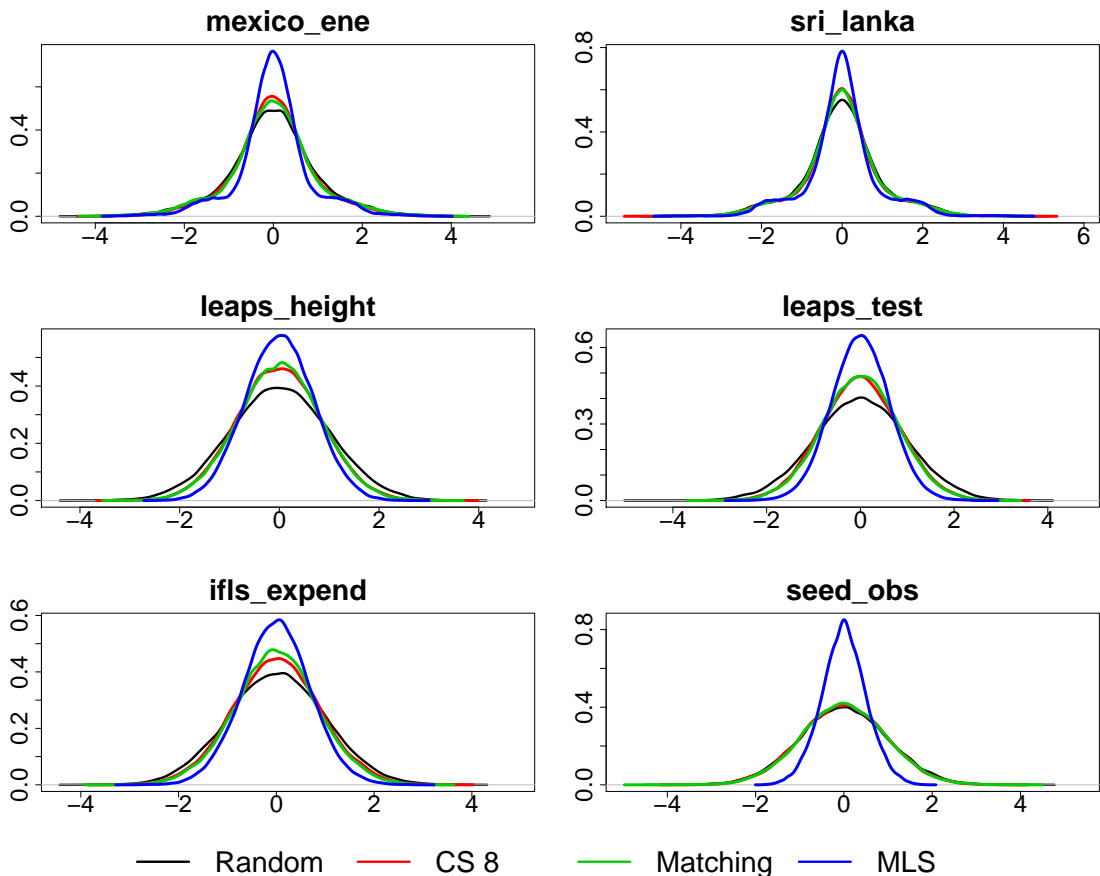 mexico_ene
sri_lanka
0.0 0.4
0.0 0.4 0.8
−4 −2 0 2 4
−4 −2 0 2 4 6
leaps_height
leaps_test
0.0 0.2 0.4
0.0 0.3 0.6
−4 −2 0 2 4
−4 −2 0 2 4
ifls_expend
seed_obs
0.0 0.2 0.4 0.6
0.0 0.4 0.8
−4 −2 0 2 4
−4 −2 0 2 4
Random CS 8 Matching MLS